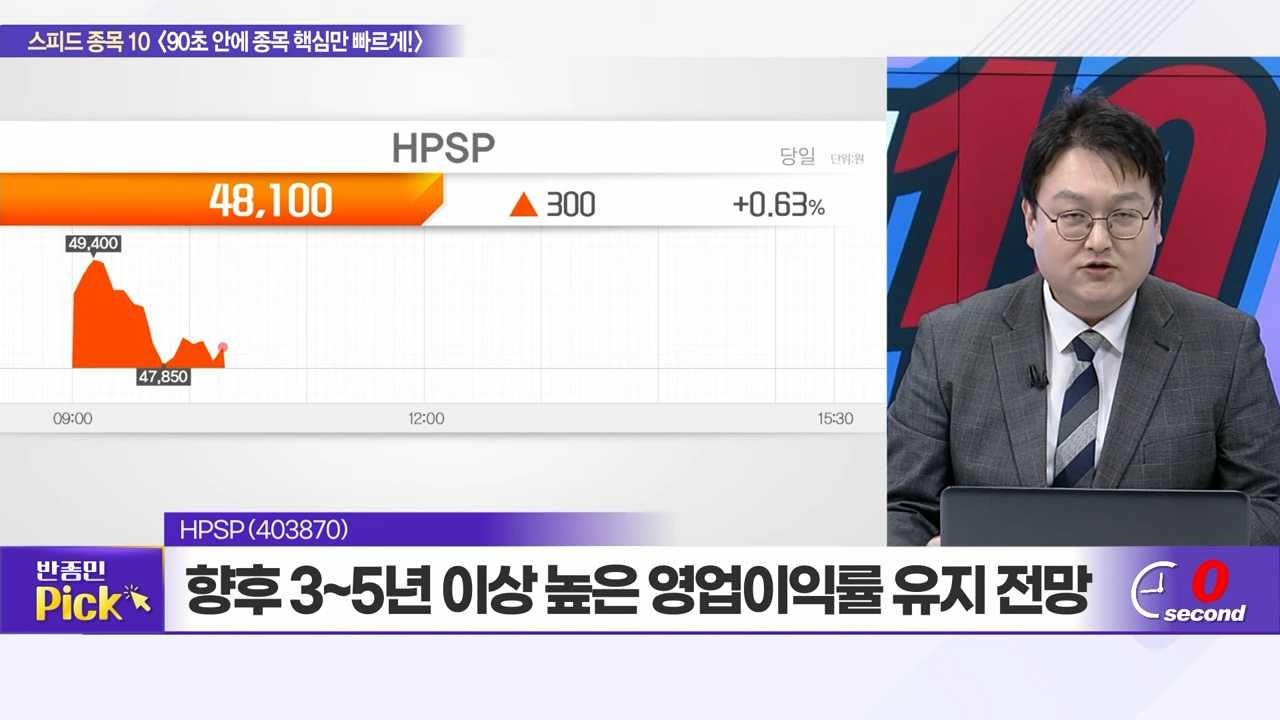 스피드 종목 10 <90초 안에 종목 핵심만 빠르게!>
HPSP
당일 단위:원
48,100 ▲ 300 +0.63%
49,400
47,850
09:00 12:00 15:30
10
HPSP (403870)
반종민
Pick
향후 3~5년 이상 높은 영업이익률 유지 전망
0
second